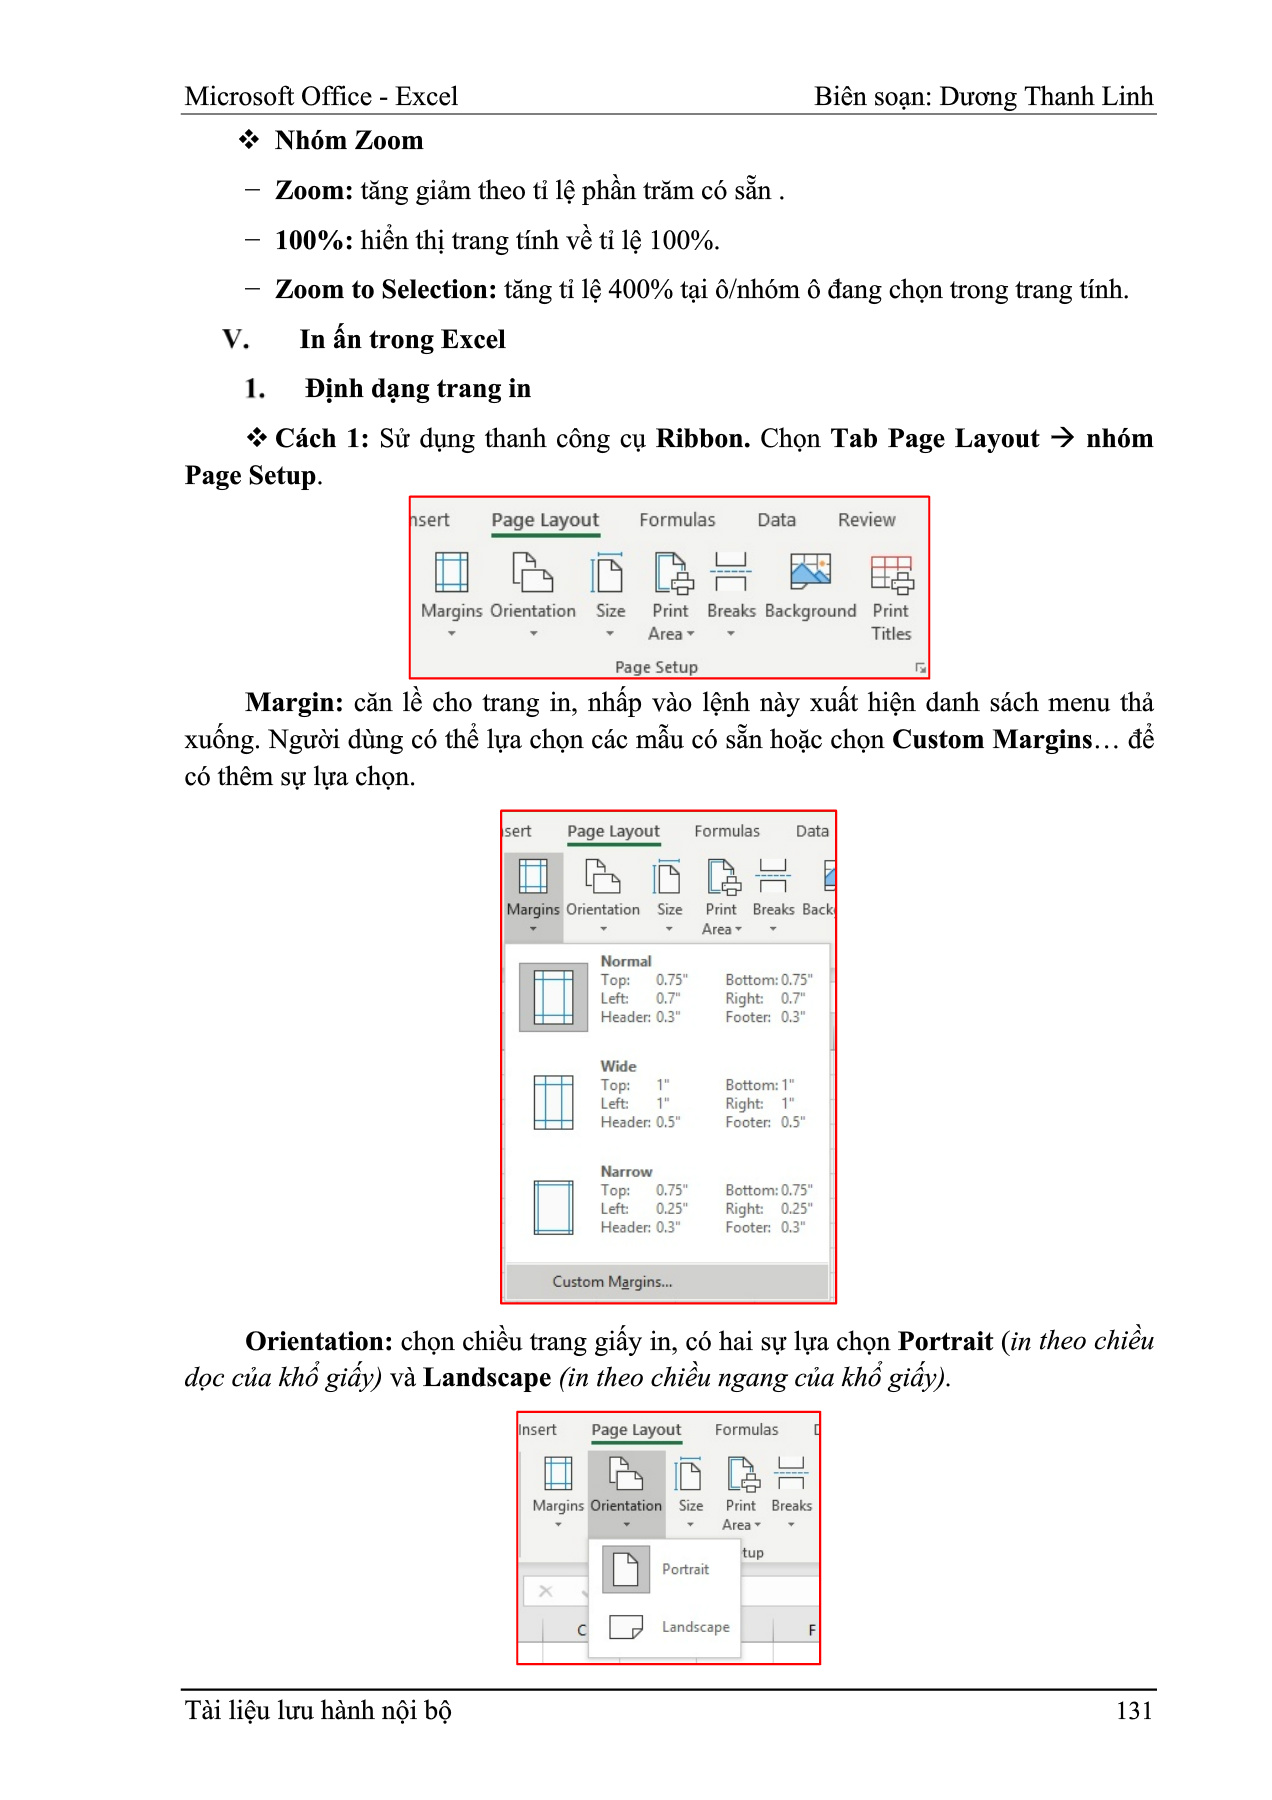 Microsoft Office - Excel Biên soạn: Dương Thanh Linh
❖ Nhóm Zoom
− Zoom: tăng giảm theo tỉ lệ phần trăm có sẵn .
− 100%: hiển thị trang tính về tỉ lệ 100%.
− Zoom to Selection: tăng tỉ lệ 400% tại ô/nhóm ô đang chọn trong trang tính.
V. In ấn trong Excel
1. Định dạng trang in
❖ Cách 1: Sử dụng thanh công cụ Ribbon. Chọn Tab Page Layout → nhóm
Page Setup.
nsert Page Layout Formulas Data Review
Margins Orientation Size Print Breaks Background Print
Area Titles
Page Setup
Margin: căn lề cho trang in, nhấp vào lệnh này xuất hiện danh sách menu thả
xuống. Người dùng có thể lựa chọn các mẫu có sẵn hoặc chọn Custom Margins… để
có thêm sự lựa chọn.
sert Page Layout Formulas Data
Margins Orientation Size Print Breaks Back
Area
Normal
Top: 0.75" Bottom: 0.75"
Left: 0.7" Right: 0.7"
Header: 0.3" Footer: 0.3"
Wide
Top: 1" Bottom: 1"
Left: 1" Right: 1"
Header: 0.5" Footer: 0.5"
Narrow
Top: 0.75" Bottom: 0.75"
Left: 0.25" Right: 0.25"
Header: 0.3" Footer: 0.3"
Custom Margins...
Orientation: chọn chiều trang giấy in, có hai sự lựa chọn Portrait (in theo chiều
dọc của khổ giấy) và Landscape (in theo chiều ngang của khổ giấy).
Insert Page Layout Formulas D
Margins Orientation Size Print Breaks
Area
tup
Portrait
Landscape
C F
Tài liệu lưu hành nội bộ 131